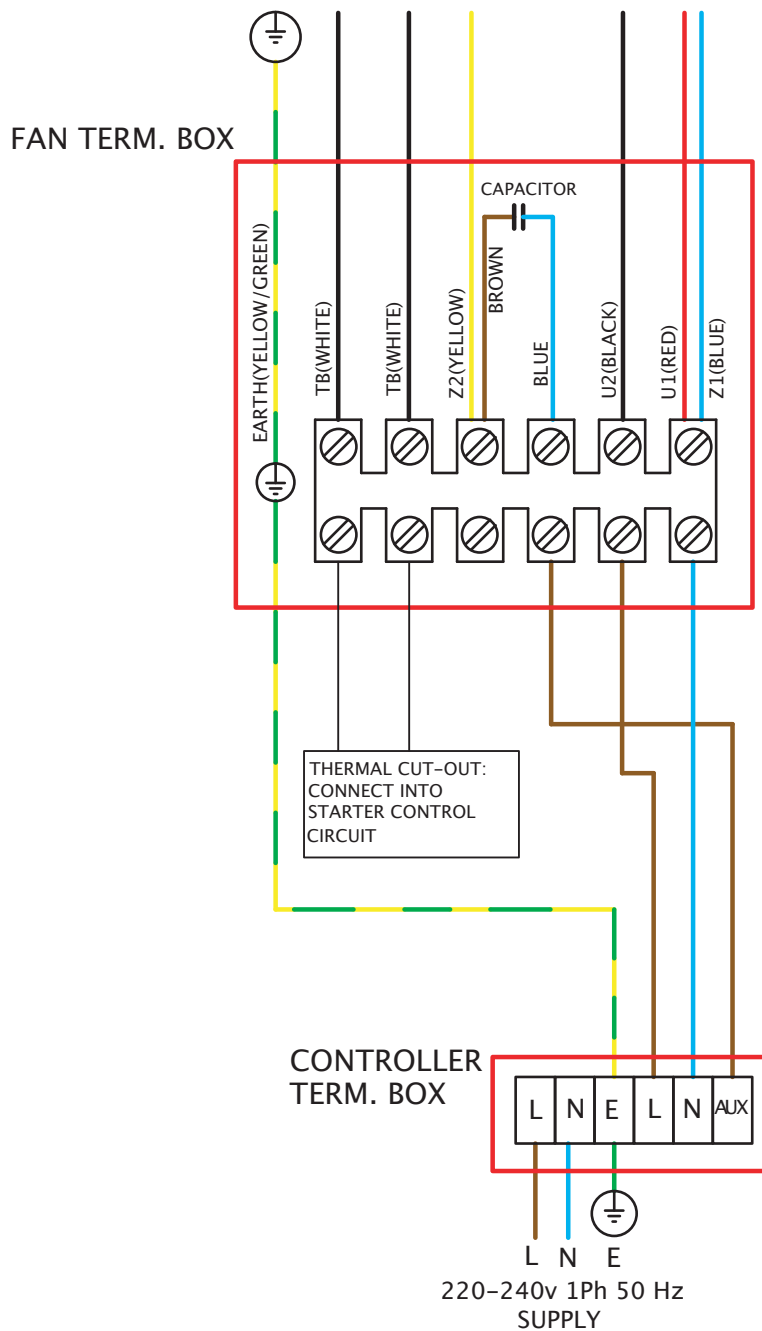 FAN TERM. BOX
CAPACITOR
EARTH(YELLOW/GREEN)
TB(WHITE)
TB(WHITE)
Z2(YELLOW)
BROWN
BLUE
U2(BLACK)
U1(RED)
Z1(BLUE)
THERMAL CUT-OUT:
CONNECT INTO
STARTER CONTROL
CIRCUIT
CONTROLLER
TERM. BOX
L N E L N AUX
L N E
220-240v 1Ph 50 Hz
SUPPLY